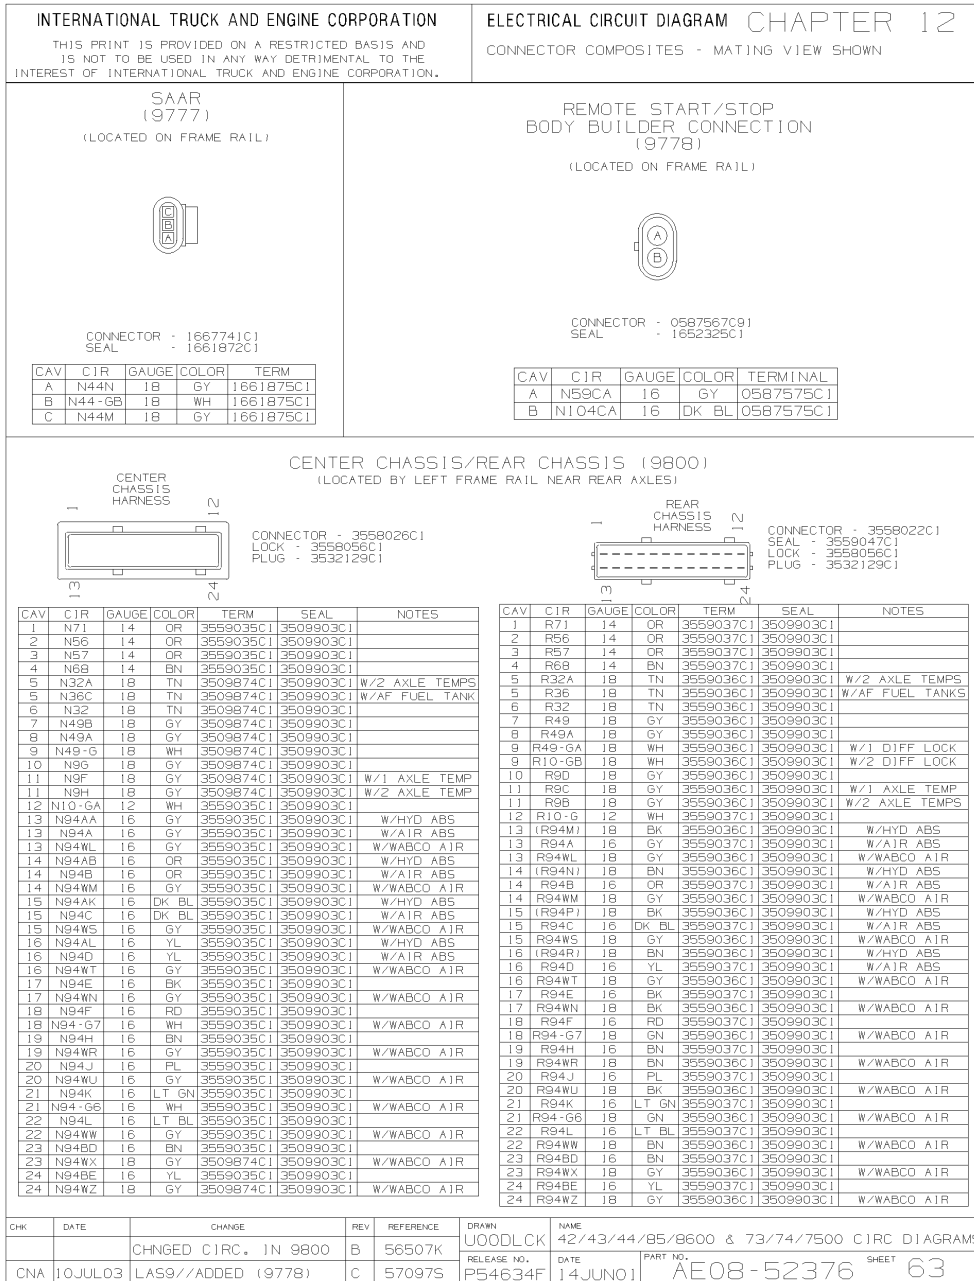 INTERNATIONAL TRUCK AND ENGINE CORPORATION
THIS PRINT IS PROVIDED ON A RESTRICTED BASIS AND
IS NOT TO BE USED IN ANY WAY DETRIMENTAL TO THE
INTEREST OF INTERNATIONAL TRUCK AND ENGINE CORPORATION.
ELECTRICAL CIRCUIT DIAGRAM CHAPTER 12
CONNECTOR COMPOSITES - MATING VIEW SHOWN
SAAR
(9777)
(LOCATED ON FRAME RAIL)
C
B
A
CONNECTOR - 1667741C1
SEAL - 1661872C1
CAV CIR GAUGE COLOR TERM
A N44N 18 GY 1661875C1
B N44-GB 18 WH 1661875C1
C N44M 18 GY 1661875C1
REMOTE START/STOP
BODY BUILDER CONNECTION
(9778)
(LOCATED ON FRAME RAIL)
A
B
CONNECTOR - 0587567C91
SEAL - 1652325C1
CAV CIR GAUGE COLOR TERMINAL
A N59CA 16 GY 0587575C1
B N104CA 16 DK BL 0587575C1
CENTER CHASSIS/REAR CHASSIS (9800)
(LOCATED BY LEFT FRAME RAIL NEAR REAR AXLES)
CENTER
CHASSIS
HARNESS
1 12
13 24
CONNECTOR - 3558026C1
LOCK - 3558056C1
PLUG - 3532129C1
CAV CIR GAUGE COLOR TERM SEAL NOTES
1 N71 14 OR 3559035C1 3509903C1
2 N56 14 OR 3559035C1 3509903C1
3 N57 14 OR 3559035C1 3509903C1
4 N68 14 BN 3559035C1 3509903C1
5 N32A 18 TN 3509874C1 3509903C1 W/2 AXLE TEMPS
5 N36C 18 TN 3509874C1 3509903C1 W/AF FUEL TANK
6 N32 18 TN 3509874C1 3509903C1
7 N49B 18 GY 3509874C1 3509903C1
8 N49A 18 GY 3509874C1 3509903C1
9 N49-G 18 WH 3509874C1 3509903C1
10 N9G 18 GY 3509874C1 3509903C1
11 N9F 18 GY 3509874C1 3509903C1 W/1 AXLE TEMP
11 N9H 18 GY 3509874C1 3509903C1 W/2 AXLE TEMP
12 N10-GA 12 WH 3559035C1 3509903C1
13 N94AA 16 GY 3559035C1 3509903C1 W/HYD ABS
13 N94A 16 GY 3559035C1 3509903C1 W/AIR ABS
13 N94WL 16 GY 3559035C1 3509903C1 W/WABCO AIR
14 N94AB 16 OR 3559035C1 3509903C1 W/HYD ABS
14 N94B 16 OR 3559035C1 3509903C1 W/AIR ABS
14 N94WM 16 GY 3559035C1 3509903C1 W/WABCO AIR
15 N94AK 16 DK BL 3559035C1 3509903C1 W/HYD ABS
15 N94C 16 DK BL 3559035C1 3509903C1 W/AIR ABS
15 N94WS 16 GY 3559035C1 3509903C1 W/WABCO AIR
16 N94AL 16 YL 3559035C1 3509903C1 W/HYD ABS
16 N94D 16 YL 3559035C1 3509903C1 W/AIR ABS
16 N94WT 16 GY 3559035C1 3509903C1 W/WABCO AIR
17 N94E 16 BK 3559035C1 3509903C1
17 N94WN 16 GY 3559035C1 3509903C1 W/WABCO AIR
18 N94F 16 RD 3559035C1 3509903C1
18 N94-G7 16 WH 3559035C1 3509903C1 W/WABCO AIR
19 N94H 16 BN 3559035C1 3509903C1
19 N94WR 16 GY 3559035C1 3509903C1 W/WABCO AIR
20 N94J 16 PL 3559035C1 3509903C1
20 N94WU 16 GY 3559035C1 3509903C1 W/WABCO AIR
21 N94K 16 LT GN 3559035C1 3509903C1
21 N94-G6 16 WH 3559035C1 3509903C1 W/WABCO AIR
22 N94L 16 LT BL 3559035C1 3509903C1
22 N94WW 16 GY 3559035C1 3509903C1 W/WABCO AIR
23 N94BD 16 BN 3559035C1 3509903C1
23 N94WX 18 GY 3509874C1 3509903C1 W/WABCO AIR
24 N94BE 16 YL 3559035C1 3509903C1
24 N94WZ 18 GY 3509874C1 3509903C1 W/WABCO AIR
REAR
CHASSIS
HARNESS
1 12
13 24
CONNECTOR - 3558022C1
SEAL - 3559047C1
LOCK - 3558056C1
PLUG - 3532129C1
CAV CIR GAUGE COLOR TERM SEAL NOTES
1 R71 14 OR 3559037C1 3509903C1
2 R56 14 OR 3559037C1 3509903C1
3 R57 14 OR 3559037C1 3509903C1
4 R68 14 BN 3559037C1 3509903C1
5 R32A 18 TN 3559036C1 3509903C1 W/2 AXLE TEMPS
5 R36 18 TN 3559036C1 3509903C1 W/AF FUEL TANKS
6 R32 18 TN 3559036C1 3509903C1
7 R49 18 GY 3559036C1 3509903C1
8 R49A 18 GY 3559036C1 3509903C1
9 R49-GA 18 WH 3559036C1 3509903C1 W/1 DIFF LOCK
9 R10-GB 18 WH 3559036C1 3509903C1 W/2 DIFF LOCK
10 R9D 18 GY 3559036C1 3509903C1
11 R9C 18 GY 3559036C1 3509903C1 W/1 AXLE TEMP
11 R9B 18 GY 3559036C1 3509903C1 W/2 AXLE TEMPS
12 R10-G 12 WH 3559037C1 3509903C1
13 (R94M) 18 BK 3559036C1 3509903C1 W/HYD ABS
13 R94A 16 GY 3559037C1 3509903C1 W/AIR ABS
13 R94WL 18 GY 3559036C1 3509903C1 W/WABCO AIR
14 (R94N) 18 BN 3559036C1 3509903C1 W/HYD ABS
14 R94B 16 OR 3559037C1 3509903C1 W/AIR ABS
14 R94WM 18 GY 3559036C1 3509903C1 W/WABCO AIR
15 (R94P) 18 BK 3559036C1 3509903C1 W/HYD ABS
15 R94C 16 DK BL 3559037C1 3509903C1 W/AIR ABS
15 R94WS 18 GY 3559036C1 3509903C1 W/WABCO AIR
16 (R94R) 18 BN 3559036C1 3509903C1 W/HYD ABS
16 R94D 16 YL 3559037C1 3509903C1 W/AIR ABS
16 R94WT 18 GY 3559036C1 3509903C1 W/WABCO AIR
17 R94E 16 BK 3559037C1 3509903C1
17 R94WN 18 BK 3559036C1 3509903C1 W/WABCO AIR
18 R94F 16 RD 3559037C1 3509903C1
18 R94-G7 18 GN 3559036C1 3509903C1 W/WABCO AIR
19 R94H 16 BN 3559037C1 3509903C1
19 R94WR 18 BN 3559036C1 3509903C1 W/WABCO AIR
20 R94J 16 PL 3559037C1 3509903C1
20 R94WU 18 BK 3559036C1 3509903C1 W/WABCO AIR
21 R94K 16 LT GN 3559037C1 3509903C1
21 R94-G6 18 GN 3559036C1 3509903C1 W/WABCO AIR
22 R94L 16 LT BL 3559037C1 3509903C1
22 R94WW 18 BN 3559036C1 3509903C1 W/WABCO AIR
23 R94BD 16 BN 3559037C1 3509903C1
23 R94WX 18 GY 3559036C1 3509903C1 W/WABCO AIR
24 R94BE 16 YL 3559037C1 3509903C1
24 R94WZ 18 GY 3559036C1 3509903C1 W/WABCO AIR
CHK DATE CHANGE REV REFERENCE
CHNGED CIRC. IN 9800 B 56507K
CNA 10JUL03 LAS9//ADDED (9778) C 57097S
DRAWN
UOODLCK
NAME
42/43/44/85/8600 & 73/74/7500 CIRC DIAGRAMS
RELEASE NO.
P54634F
DATE
14JUN01
PART NO.
AE08-52376
SHEET 63